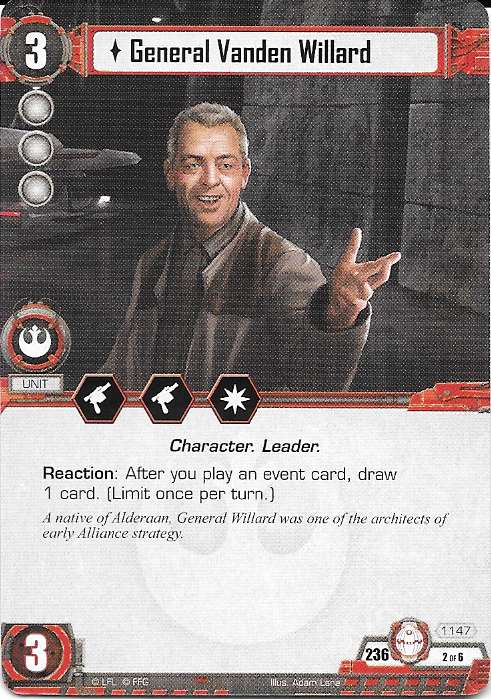 3
General Vanden Willard
UNIT
Character. Leader.
Reaction: After you play an event card, draw
1 card. (Limit once per turn.)
A native of Alderaan, General Willard was one of the architects of
early Alliance strategy.
3
© LFL © FFG
Illus. Adam Lane
236
1147
2 OF 6